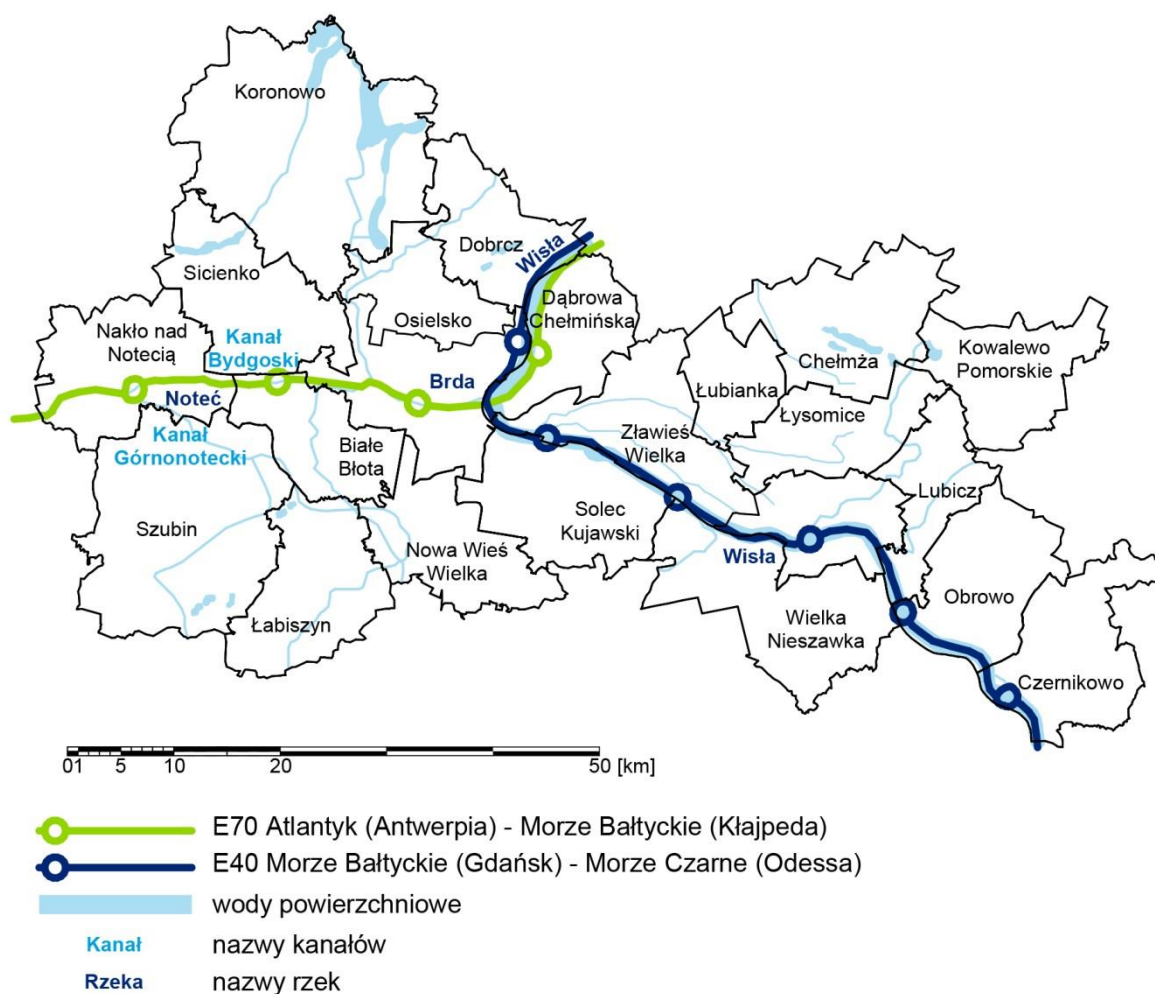 Koronowo
Dobrcz
Wisła
Sicienko
Dąbrowa
Chełmińska
Nakło nad
Notecią
Kanał
Bydgoski
Osielsko
Chełmża
Kowalewo
Pomorskie
Noteć
Brda
Łubianka
Łysomice
Kanał
Górnonotecki
Białe
Błota
Zławieś
Wielka
Lubicz
Szubin
Solec
Kujawski
Nowa Wieś
Wielka
Wisła
Obrowo
Łabiszyn
Wielka
Nieszawka
Czernikowo
01 5 10 20 50 [km]
E70 Atlantyk (Antwerpia) - Morze Bałtyckie (Kłajpeda)
E40 Morze Bałtyckie (Gdańsk) - Morze Czarne (Odessa)
wody powierzchniowe
Kanał nazwy kanałów
Rzeka nazwy rzek